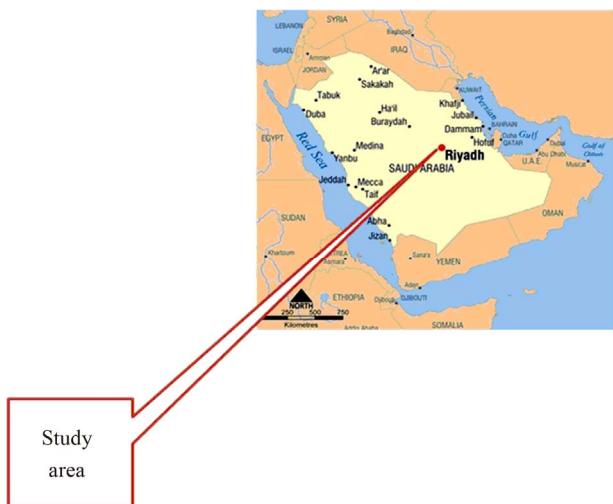 SYRIA
LEBANON
Baghdad
ISRAEL
Amman
IRAQ
IRAN
JORDAN
Ar'ar
Sakakah
KUWAIT
Tabuk
Khafji
Persian
Duba
Ha'il
Jubail
BAHRAIN
Buraydah
Dammam
Doha
Gulf
Dubai
Gulf of
Oman
EGYPT
Red Sea
Medina
Hofuf
QATAR
Abu Dhabi
Yanbu
Riyadh
U.A.E.
Muscat
SAUDI ARABIA
Jeddah
Mecca
Taif
OMAN
SUDAN
Abha
Jizan
Khartoum
Sana'a
YEMEN
Asmara
Aden
ETHIOPIA
Djibouti
DJIBOUTI
NORTH
250 500 750
Kilometres
SOMALIA
Addis Ababa
Study
area